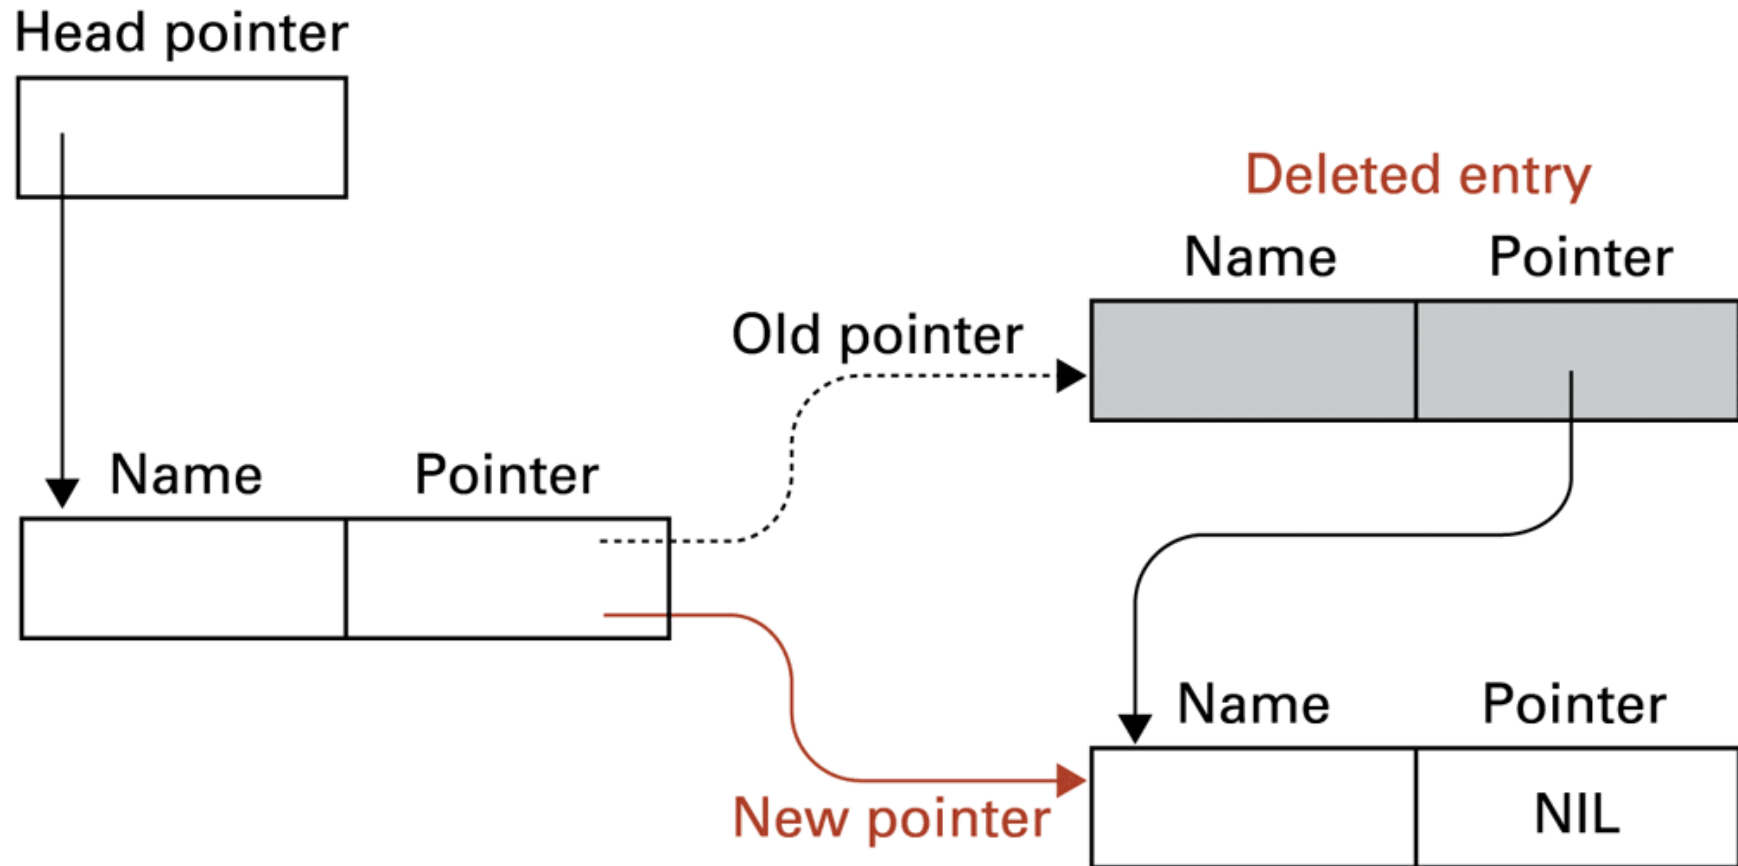 Head pointer
Deleted entry
Name Pointer
Old pointer
Name Pointer
Name Pointer
New pointer
NIL